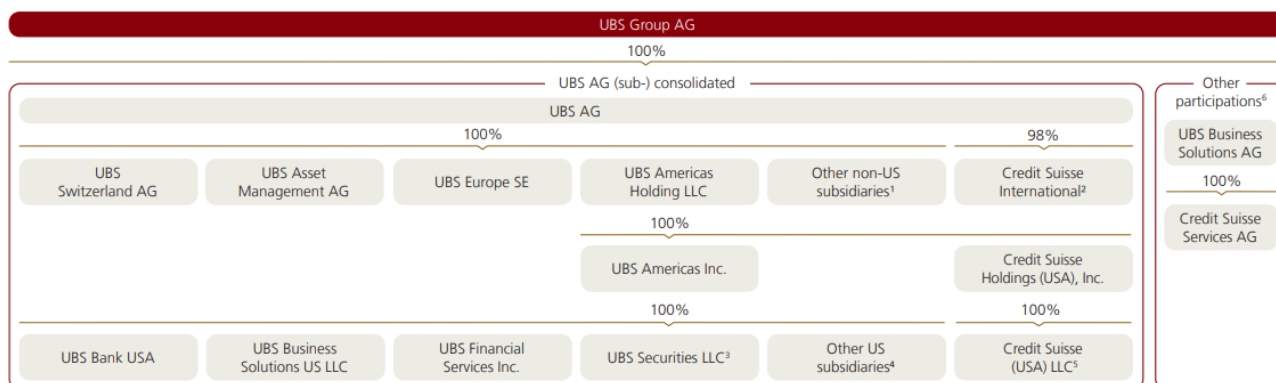 UBS Group AG
100%
UBS AG (sub-) consolidated
Other
participations⁶
UBS AG
100%
98%
UBS
Switzerland AG
UBS Asset
Management AG
UBS Europe SE
UBS Americas
Holding LLC
Other non-US
subsidiaries¹
Credit Suisse
International²
UBS Business
Solutions AG
100%
Credit Suisse
Services AG
100%
UBS Americas Inc.
Credit Suisse
Holdings (USA), Inc.
100%
100%
UBS Bank USA
UBS Business
Solutions US LLC
UBS Financial
Services Inc.
UBS Securities LLC³
Other US
subsidiaries⁴
Credit Suisse
(USA) LLC⁵